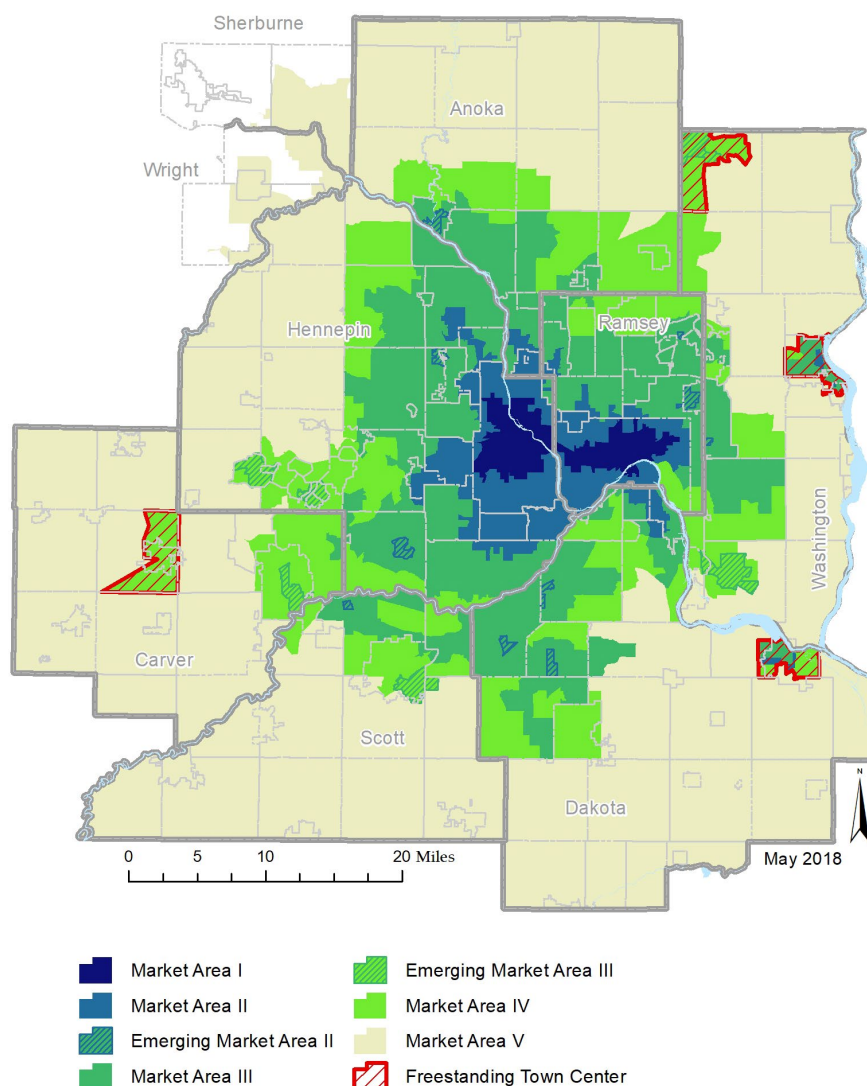 Sherburne
Anoka
Wright
Hennepin
Ramsey
Washington
Carver
Scott
Dakota
N
0 5 10 20 Miles
May 2018
Market Area I
Market Area II
Emerging Market Area II
Market Area III
Emerging Market Area III
Market Area IV
Market Area V
Freestanding Town Center